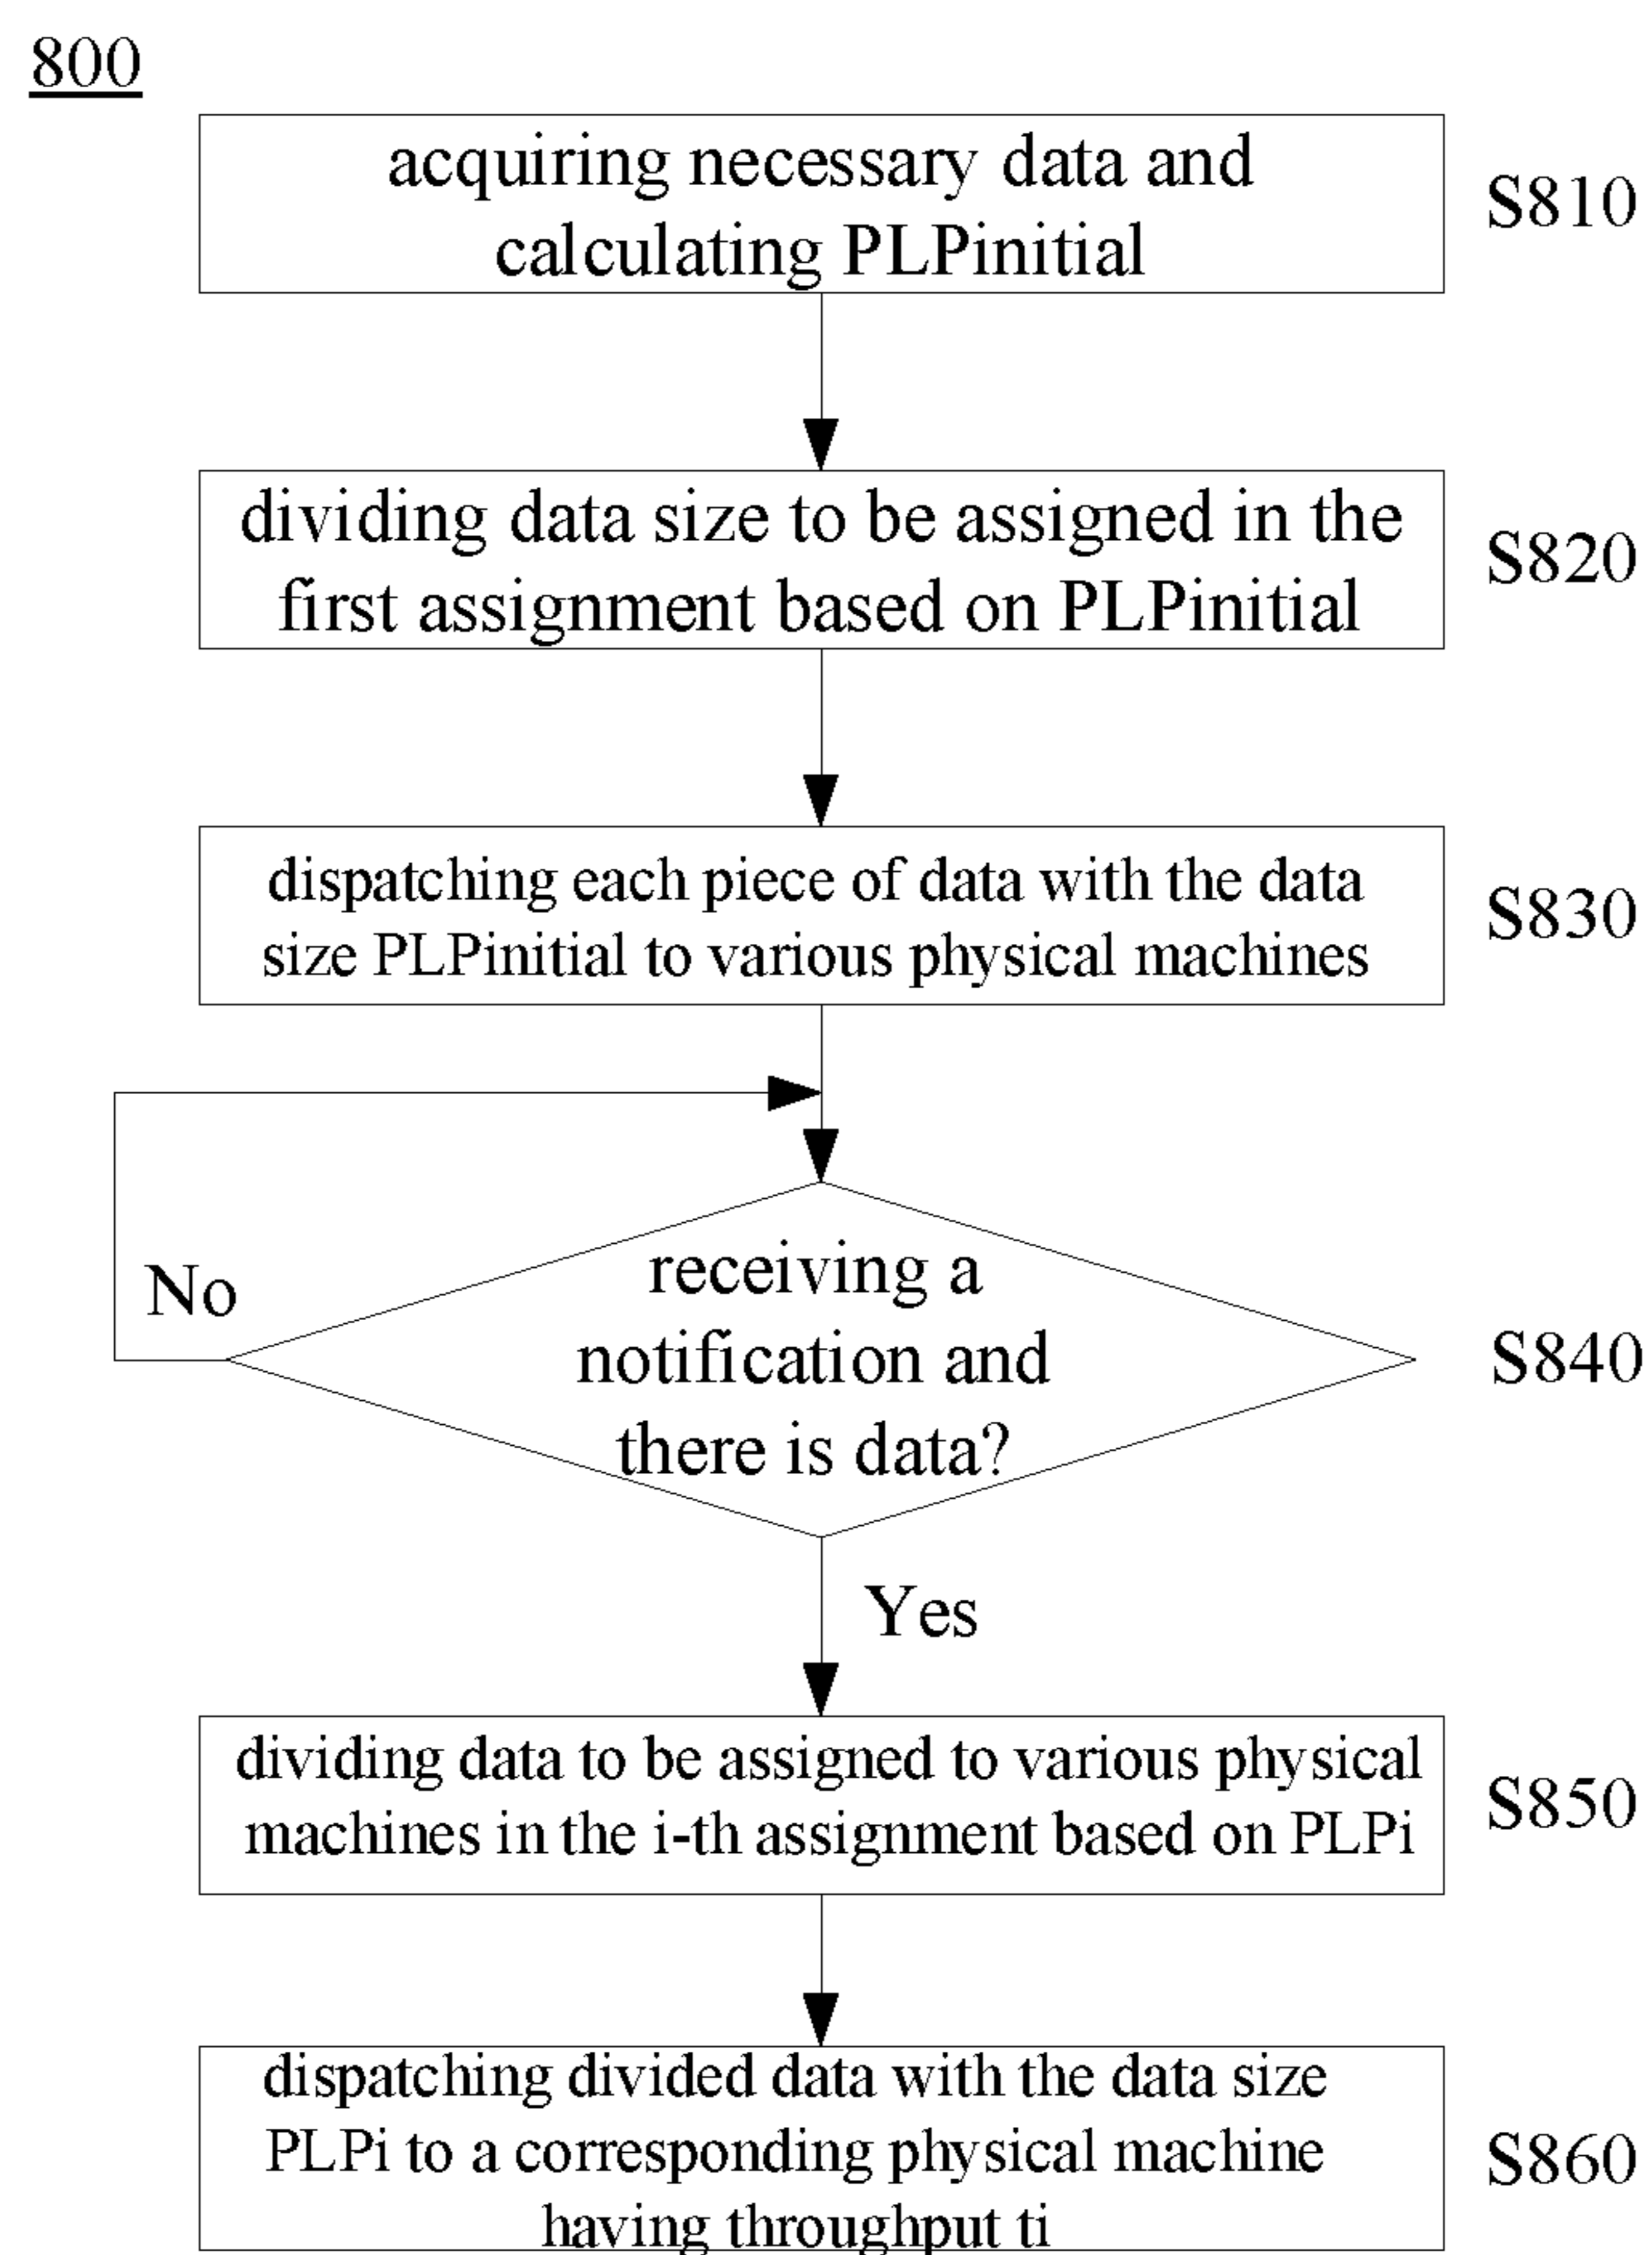 800
acquiring necessary data and
calculating PLPinitial
S810
dividing data size to be assigned in the
first assignment based on PLPinitial
S820
dispatching each piece of data with the data
size PLPinitial to various physical machines
S830
No
receiving a
notification and
there is data?
S840
Yes
dividing data to be assigned to various physical
machines in the i-th assignment based on PLPi
S850
dispatching divided data with the data size
PLPi to a corresponding physical machine
having throughput ti
S860